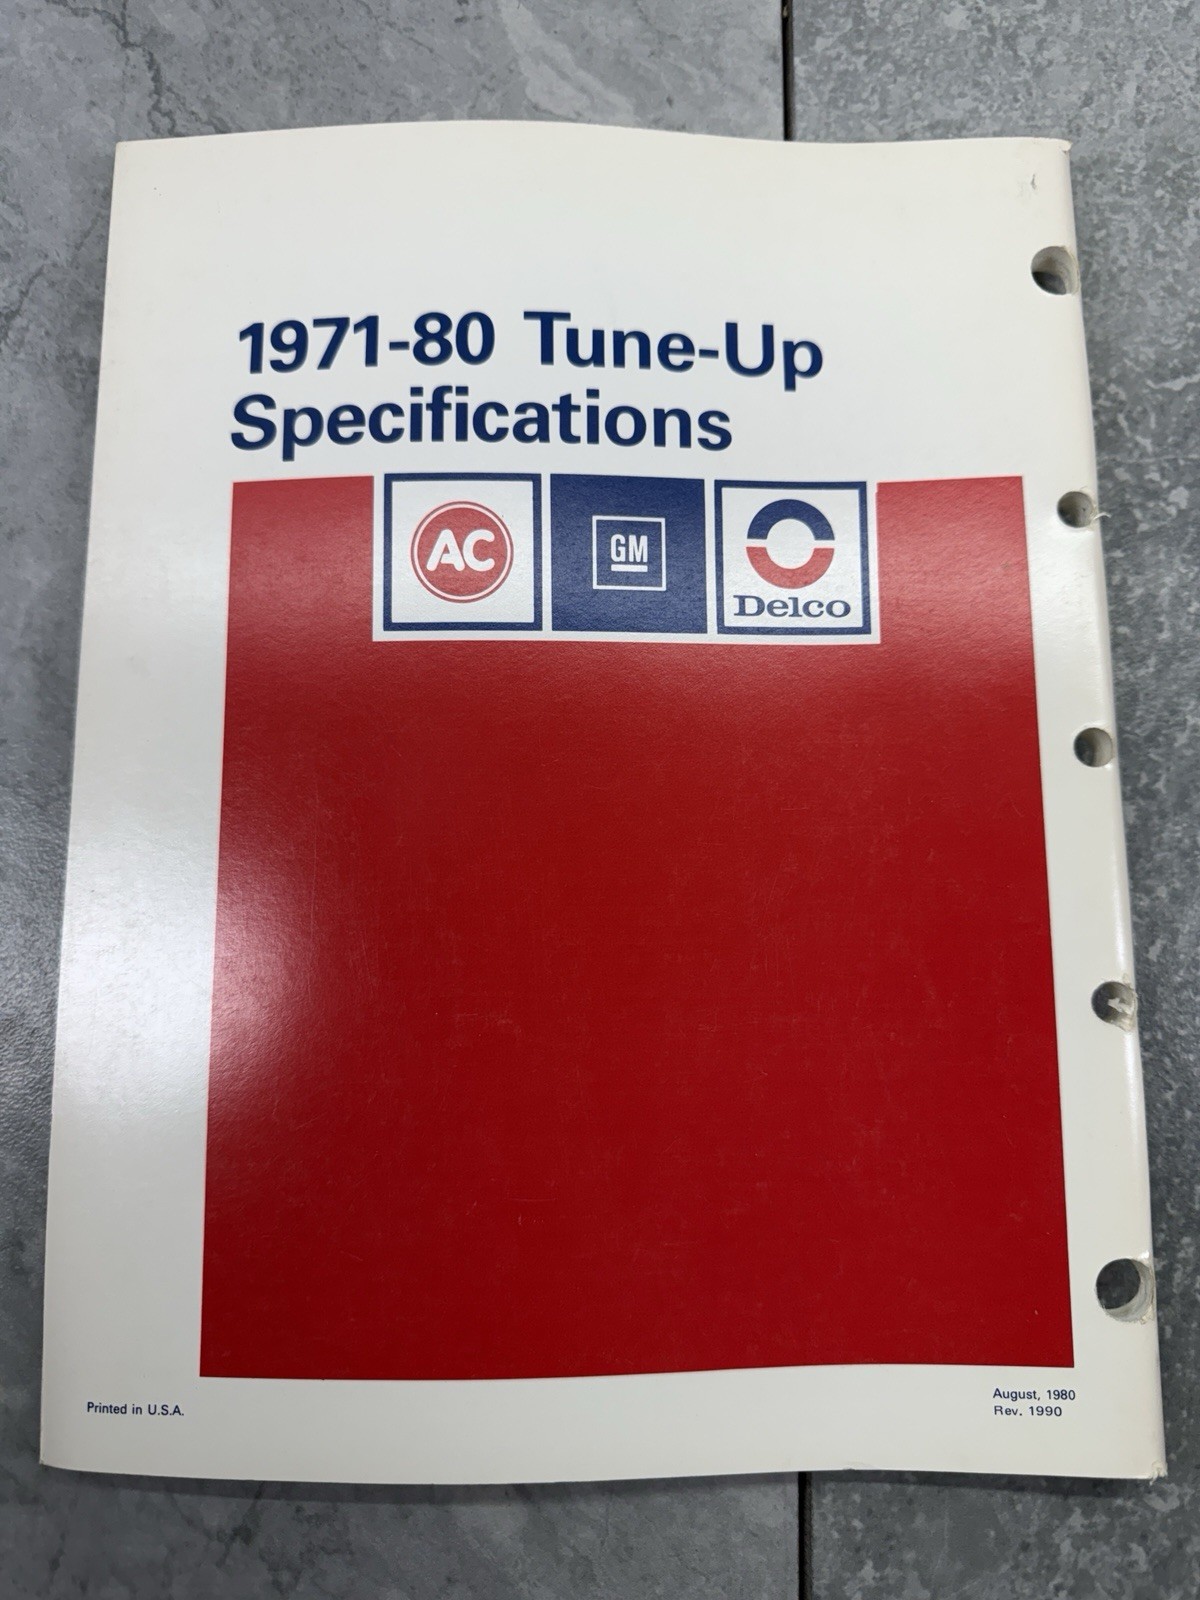 1971-80 Tune-Up
Specifications
AC
GM
Delco
Printed in U.S.A.
August, 1980
Rev. 1990